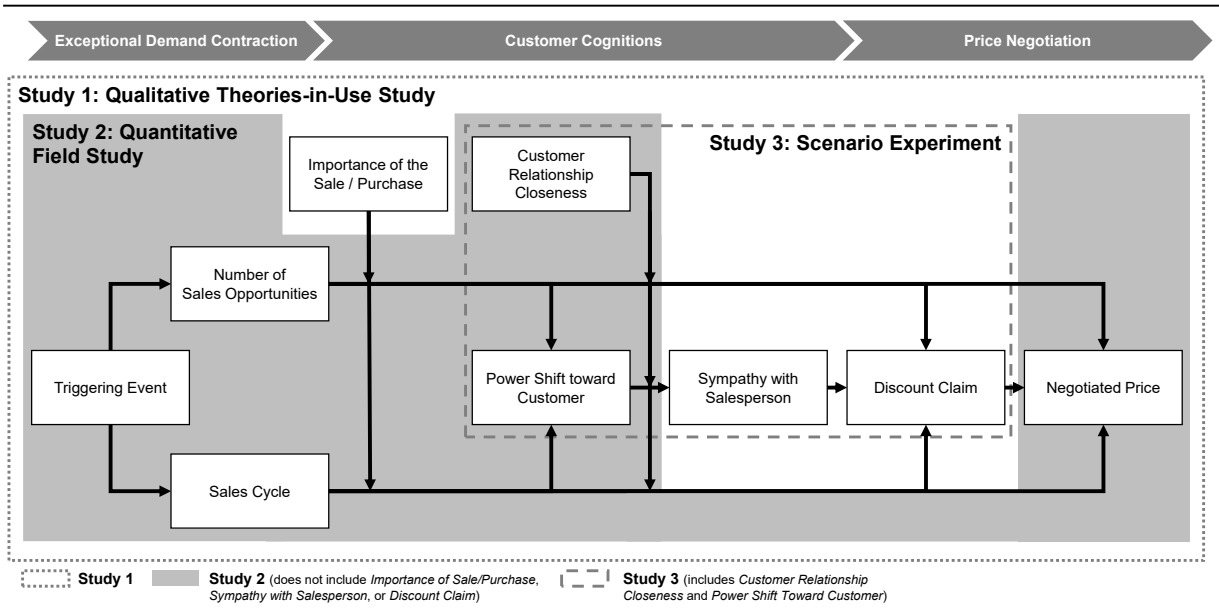 Exceptional Demand Contraction
Customer Cognitions
Price Negotiation
Study 1: Qualitative Theories-in-Use Study
Study 2: Quantitative
Field Study
Study 3: Scenario Experiment
Importance of the
Sale / Purchase
Customer
Relationship
Closeness
Number of
Sales Opportunities
Triggering Event
Power Shift toward
Customer
Sympathy with
Salesperson
Discount Claim
Negotiated Price
Sales Cycle
Study 1
Study 2 (does not include Importance of Sale/Purchase,
Sympathy with Salesperson, or Discount Claim)
Study 3 (includes Customer Relationship
Closeness and Power Shift Toward Customer)